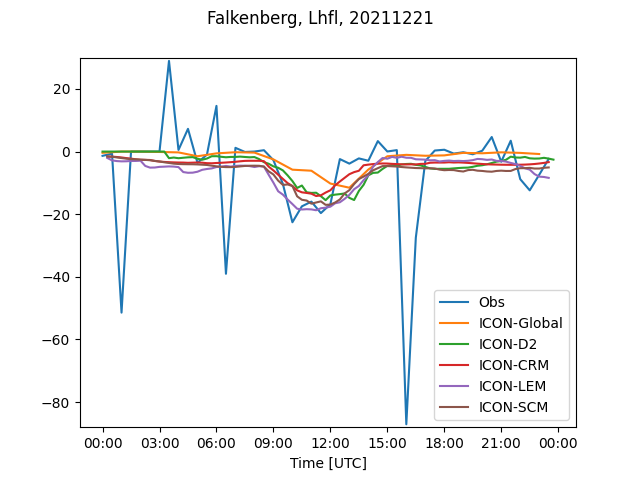 Falkenberg, Lhfl, 20211221
20
0
−20
−40
−60
−80
Obs
ICON-Global
ICON-D2
ICON-CRM
ICON-LEM
ICON-SCM
00:00 03:00 06:00 09:00 12:00 15:00 18:00 21:00 00:00
Time [UTC]